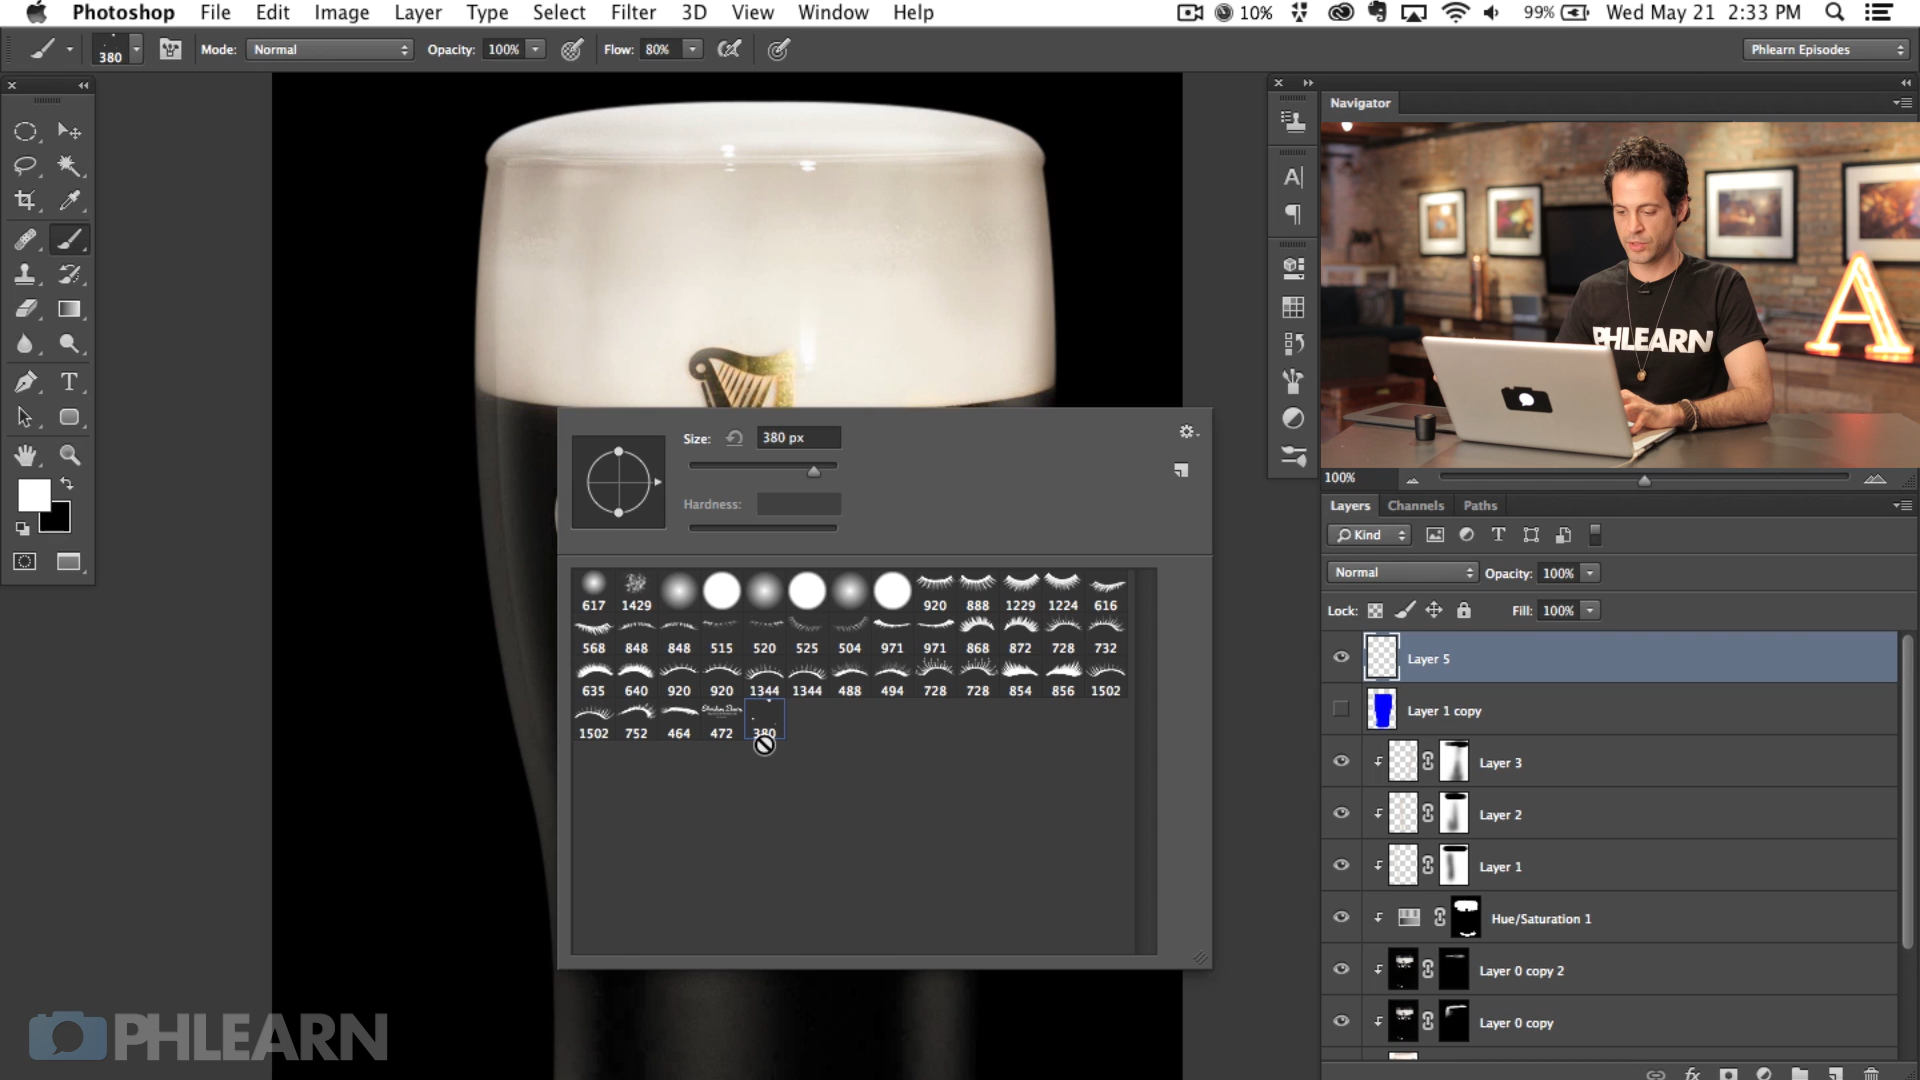 Photoshop File Edit Image Layer Type Select Filter 3D View Window Help
10% 99% Wed May 21 2:33 PM
380 Mode: Normal Opacity: 100% Flow: 80% Phlearn Episodes
Navigator
PHLEARN
A
100%
Size: 380 px
Hardness:
617 1429 920 888 1229 1224 616
568 848 848 515 520 525 504 971 971 868 872 728 732
635 640 920 920 1344 1344 488 494 728 728 854 856 1502
1502 752 464 472 380
Layers Channels Paths
Kind
Normal Opacity: 100%
Lock: Fill: 100%
Layer 5
Layer 1 copy
Layer 3
Layer 2
Layer 1
Hue/Saturation 1
Layer 0 copy 2
Layer 0 copy
PHLEARN